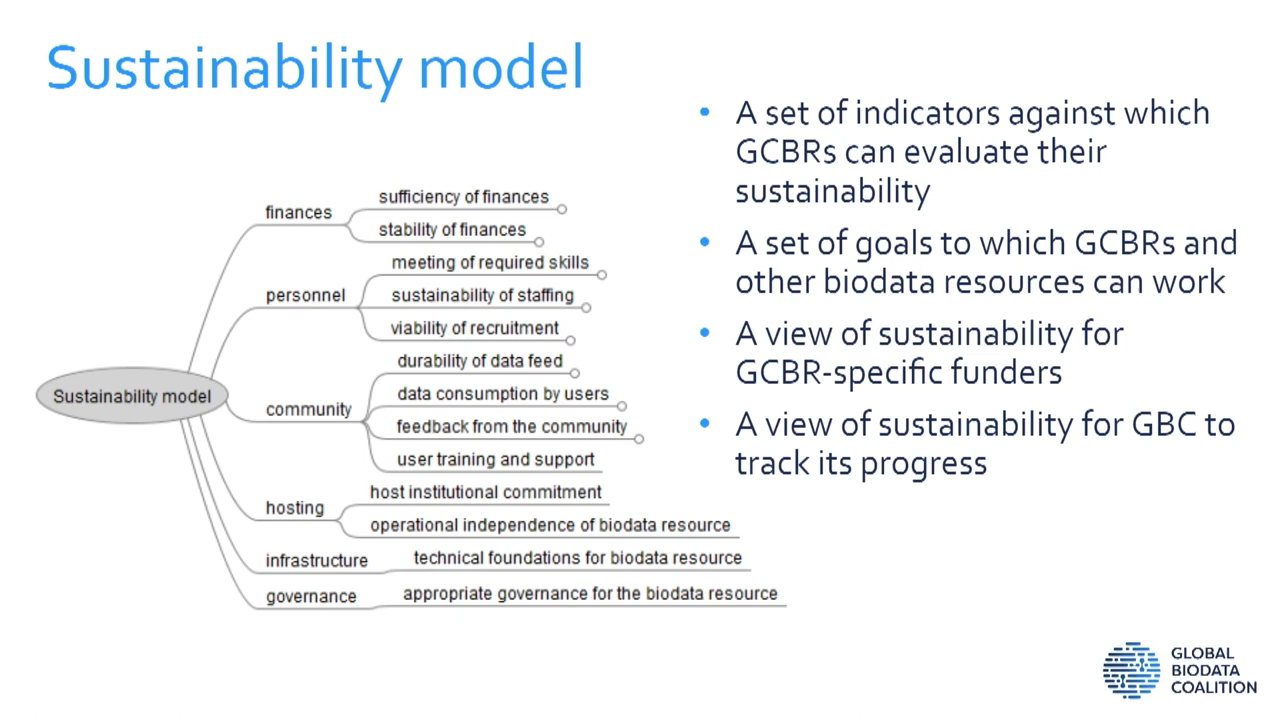 Sustainability model
Sustainability model
finances
sufficiency of finances
stability of finances
personnel
meeting of required skills
sustainability of staffing
viability of recruitment
community
durability of data feed
data consumption by users
feedback from the community
user training and support
hosting
host institutional commitment
operational independence of biodata resource
infrastructure
technical foundations for biodata resource
governance
appropriate governance for the biodata resource
• A set of indicators against which
GCBRs can evaluate their
sustainability
• A set of goals to which GCBRs and
other biodata resources can work
• A view of sustainability for
GCBR-specific funders
• A view of sustainability for GBC to
track its progress
GLOBAL
BIODATA
COALITION